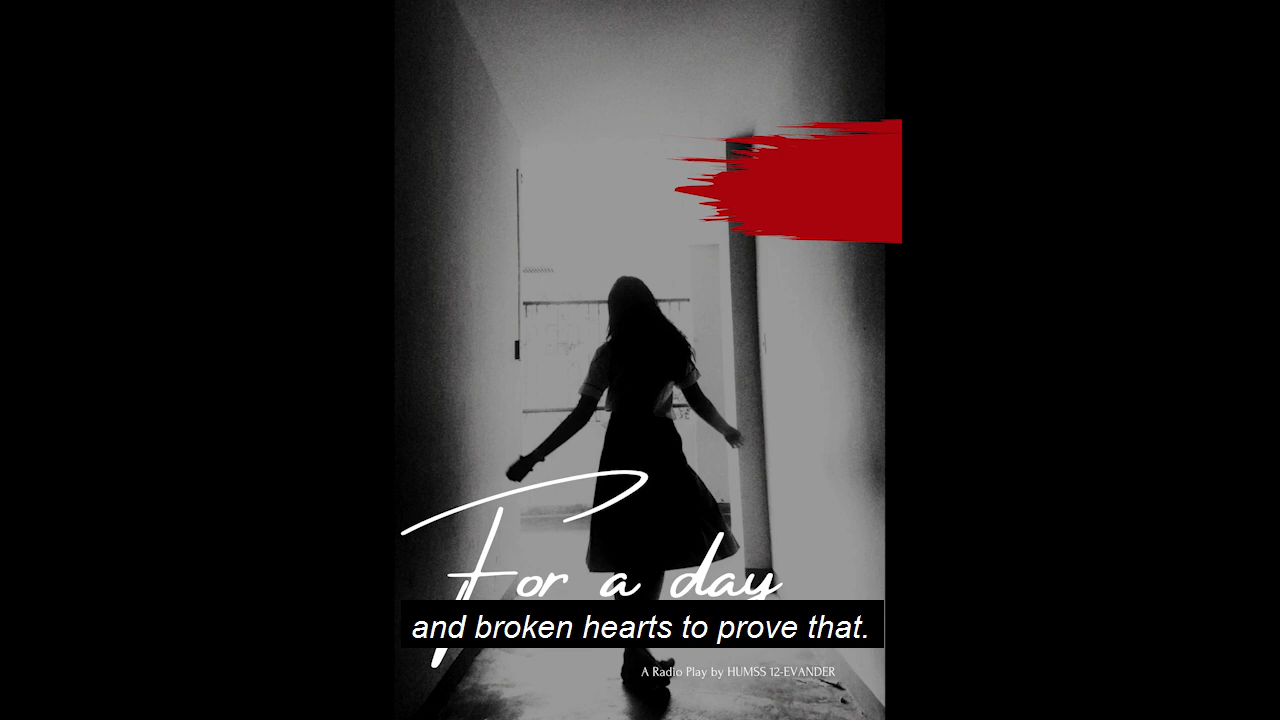 For a day
and broken hearts to prove that.
A Radio Play by HUMSS 12-EVANDER